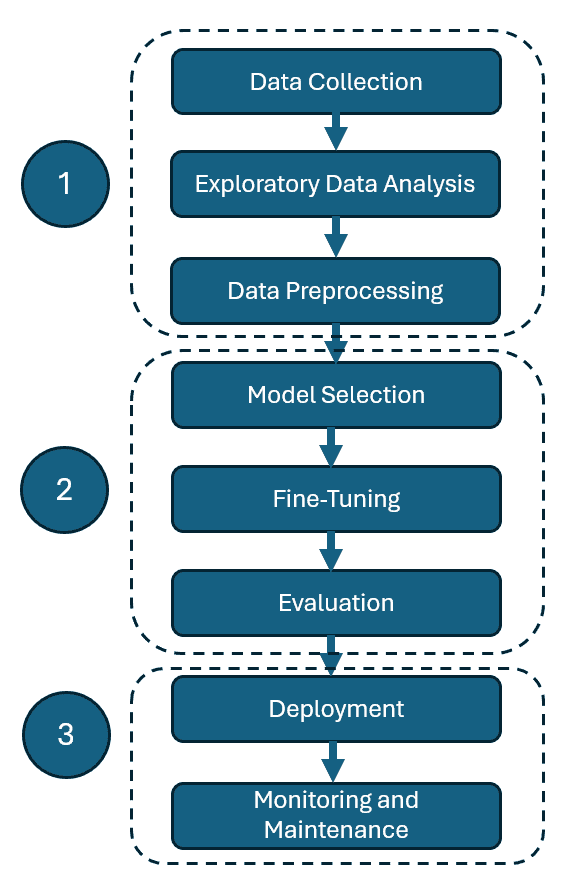 Data Collection
1
Exploratory Data Analysis
Data Preprocessing
Model Selection
2
Fine-Tuning
Evaluation
Deployment
3
Monitoring and
Maintenance